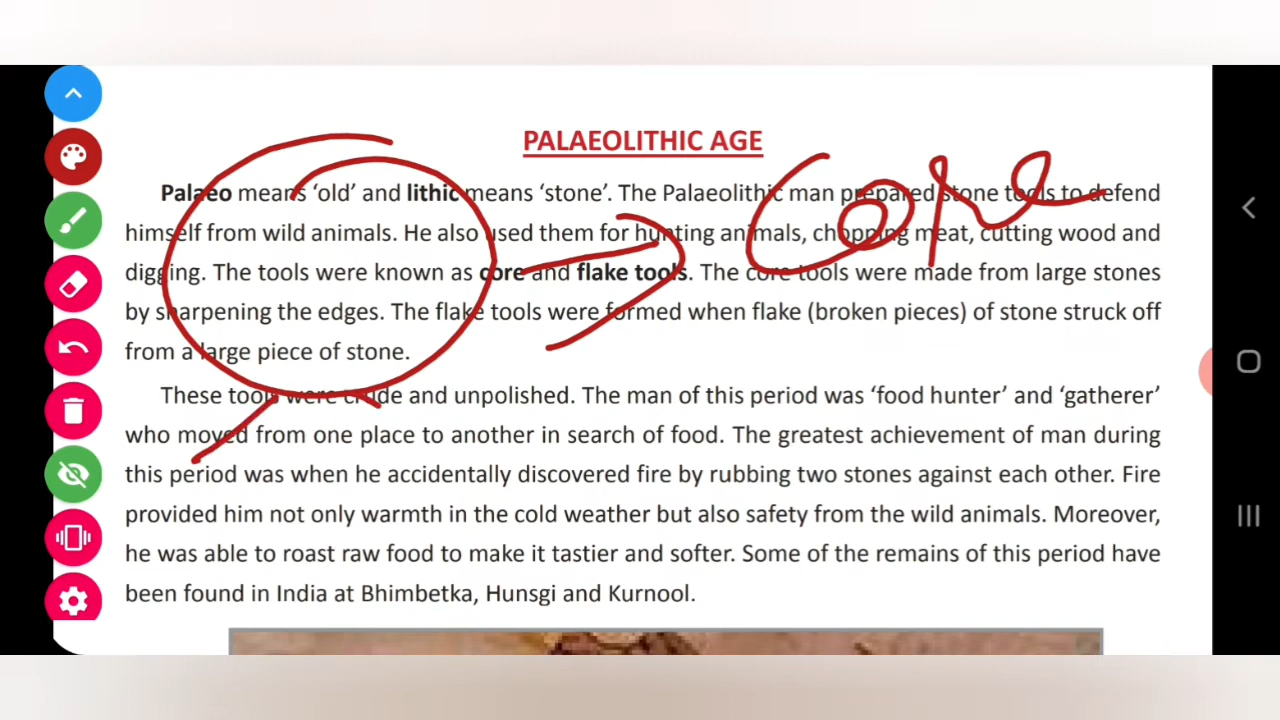 PALAEOLITHIC AGE
core
Palaeo means ‘old’ and lithic means ‘stone’. The Palaeolithic man prepared stone tools to defend
himself from wild animals. He also used them for hunting animals, chopping meat, cutting wood and
digging. The tools were known as core and flake tools. The core tools were made from large stones
by sharpening the edges. The flake tools were formed when flake (broken pieces) of stone struck off
from a large piece of stone.
These tools were crude and unpolished. The man of this period was ‘food hunter’ and ‘gatherer’
who moved from one place to another in search of food. The greatest achievement of man during
this period was when he accidentally discovered fire by rubbing two stones against each other. Fire
provided him not only warmth in the cold weather but also safety from the wild animals. Moreover,
he was able to roast raw food to make it tastier and softer. Some of the remains of this period have
been found in India at Bhimbetka, Hunsgi and Kurnool.